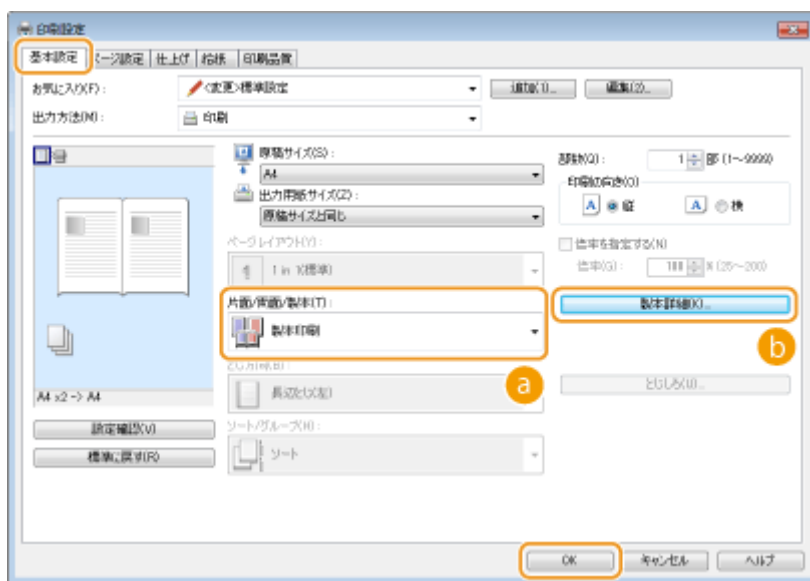 印刷設定
基本設定 ページ設定 仕上げ 給紙 印刷品質
お気に入り(F): <変更>標準設定 追加(1)... 編集(2)...
出力方法(M): 印刷
原稿サイズ(S):
A4
出力用紙サイズ(Z):
原稿サイズと同じ
部数(Q): 1 部 (1～9999)
印刷の向き(O)
A 縦 A 横
ページレイアウト(Y):
1 in 1(標準)
倍率を指定する(N)
倍率(G): 100 % (25～200)
片面/両面/製本(T):
製本印刷
a
製本詳細(K)...
b
とじ方向(B):
長辺とじ(左)
とじしろ(U)...
A4 x2 -> A4
設定確認(V)
標準に戻す(R)
ソート/グループ(H):
ソート
OK キャンセル ヘルプ